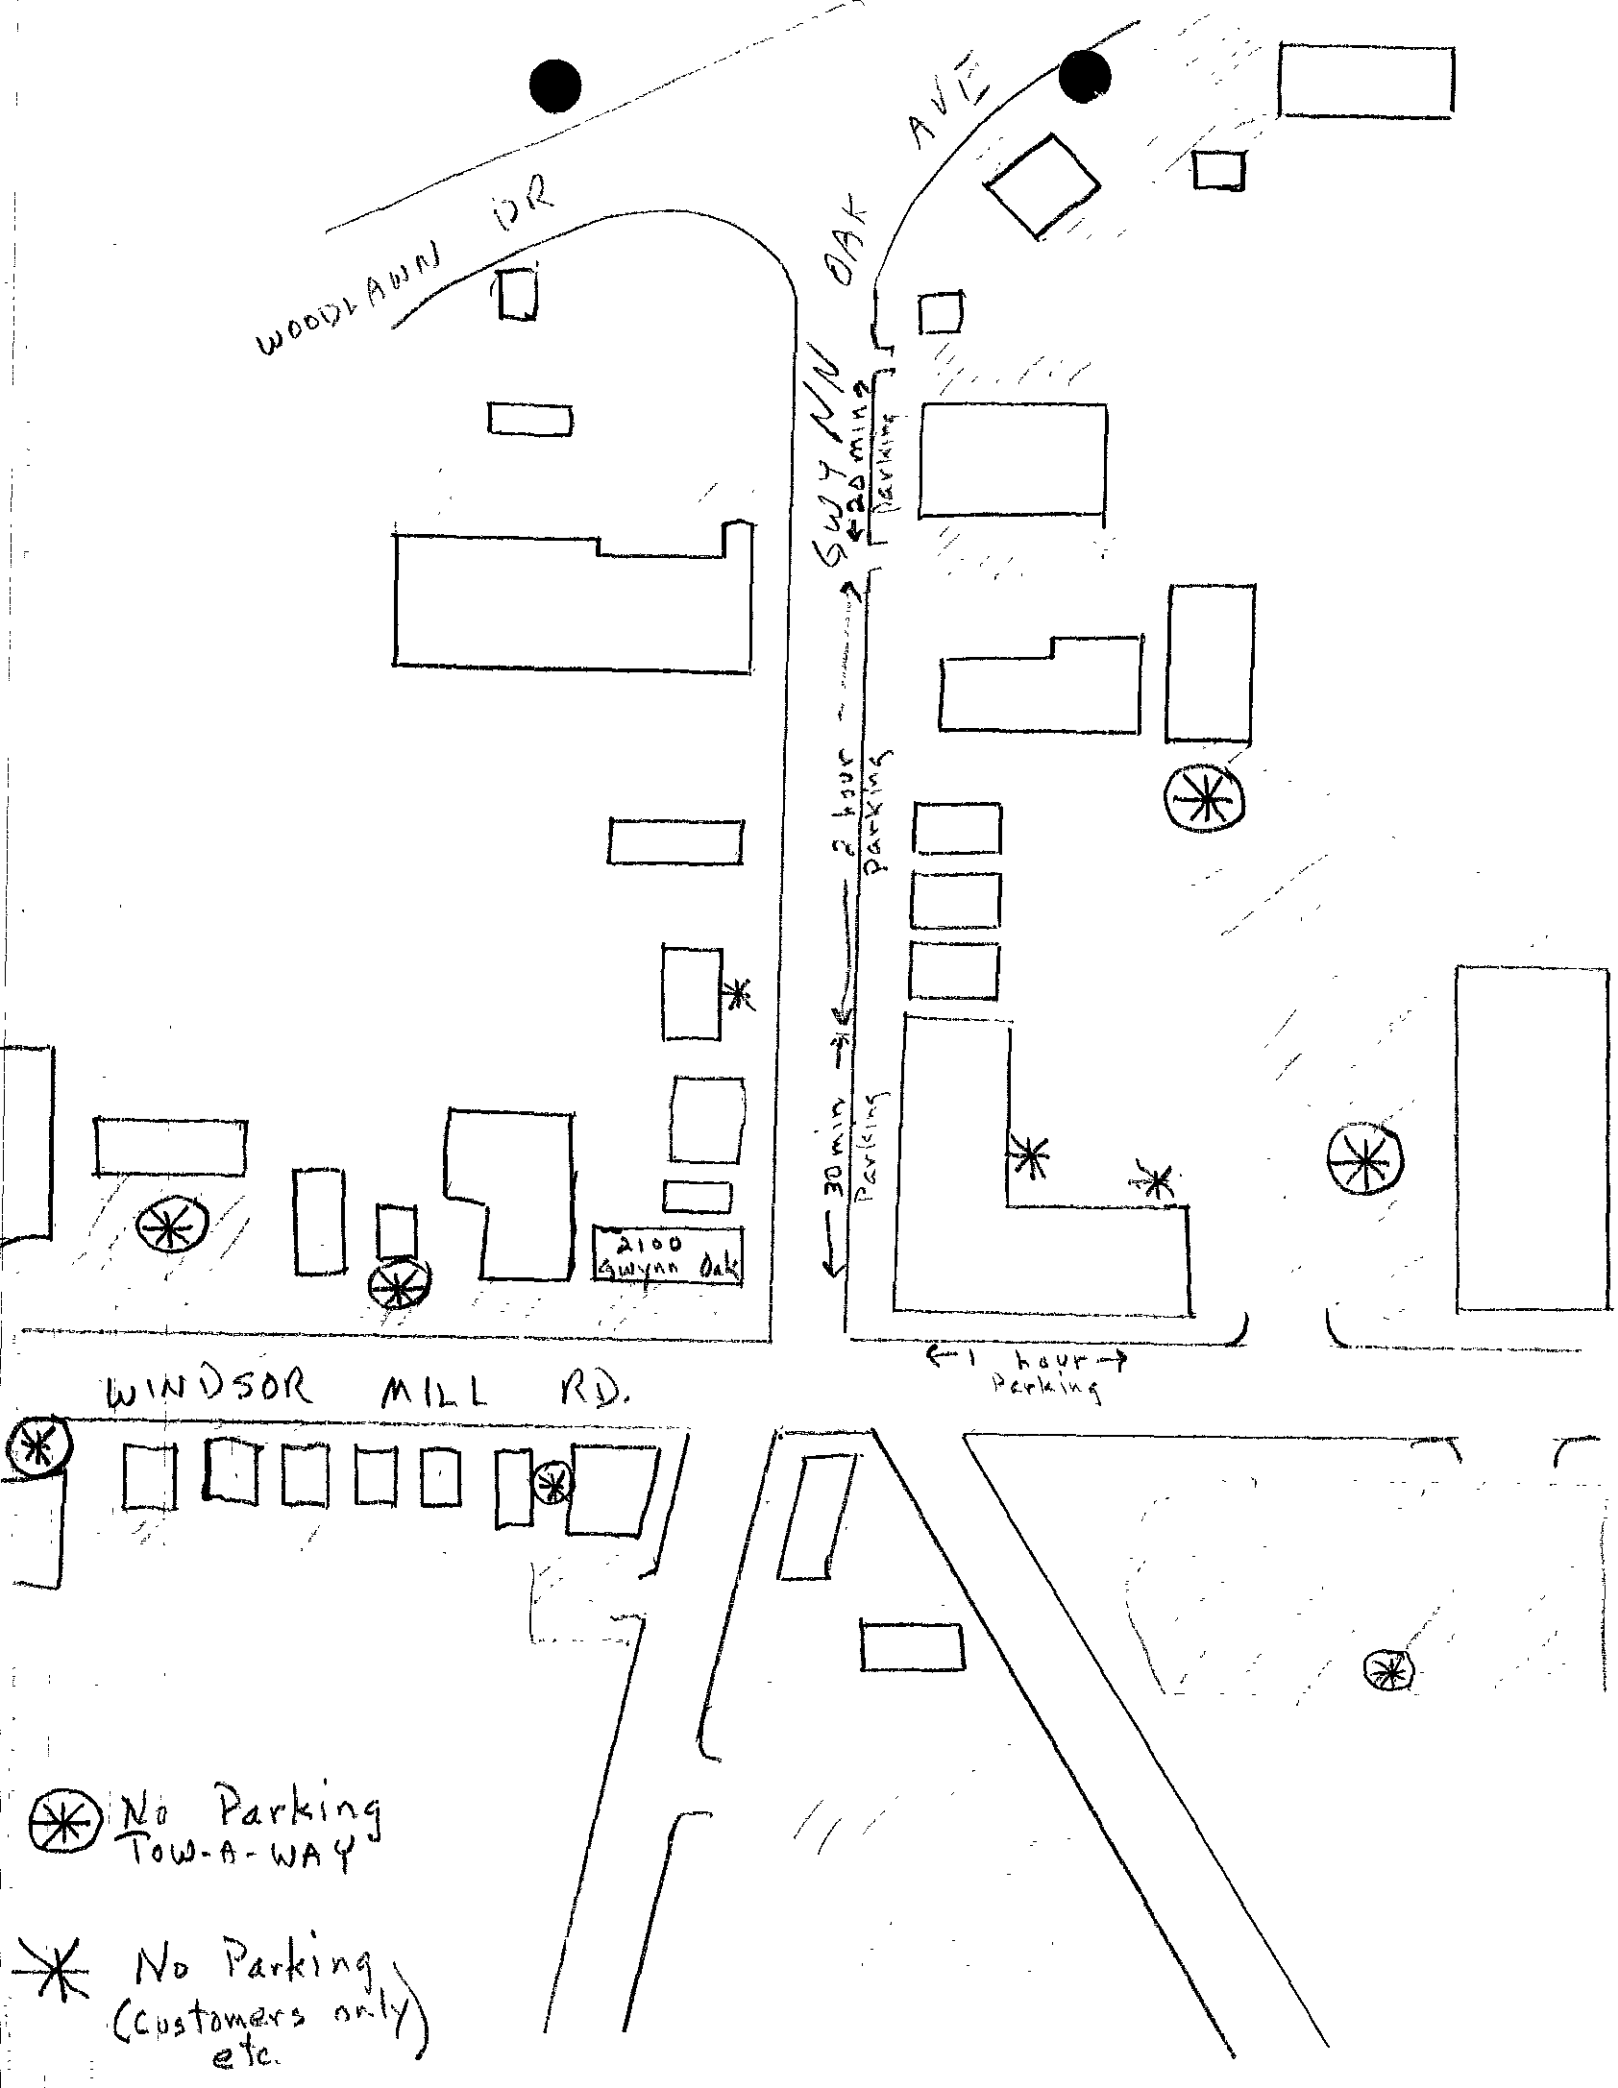 WOODLAWN DR
GWYNN OAK AVE
20 min
parking
2 hour
parking
30 min
Parking
2100
Gwynn Oak
1 hour
Parking
WINDSOR MILL RD.
No Parking
TOW-A-WAY
No Parking
(Customers only)
etc.